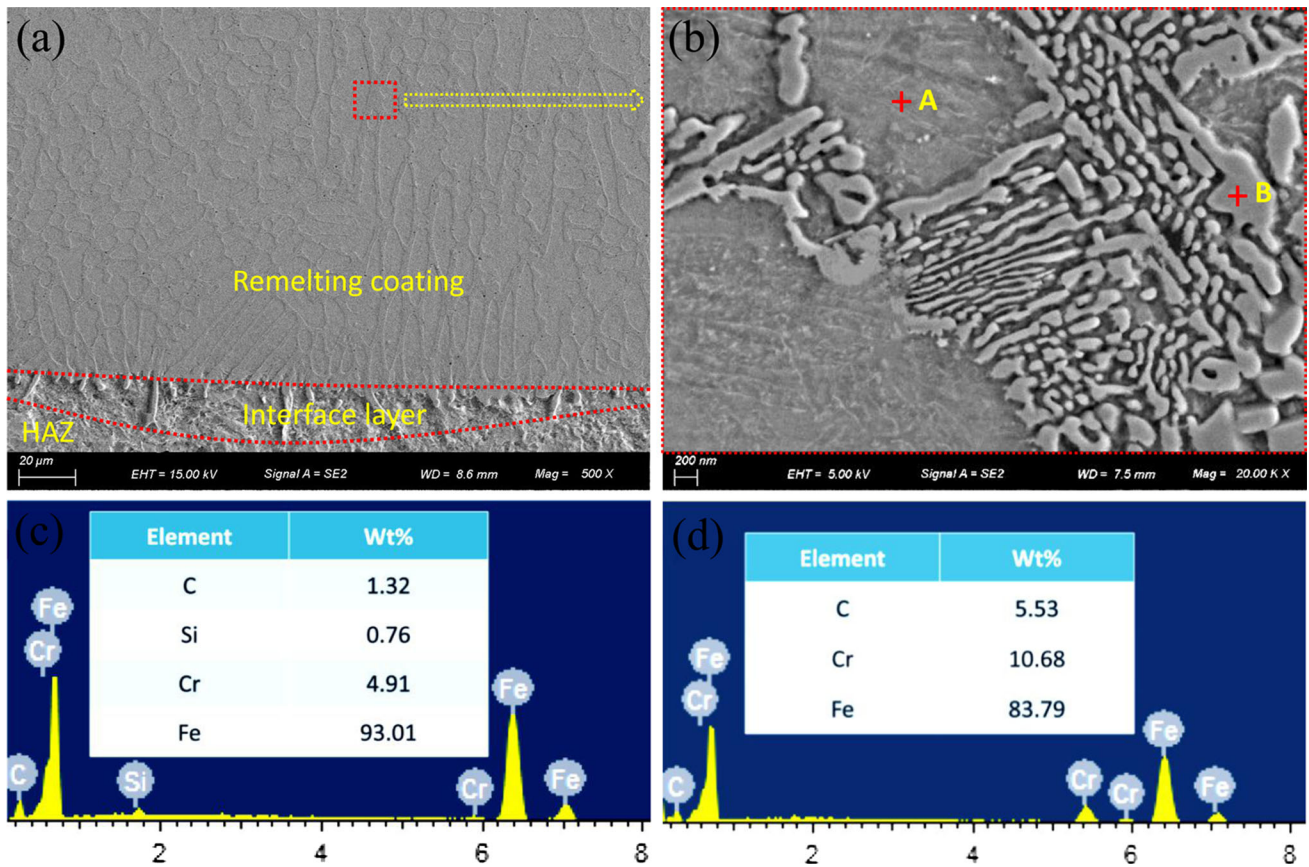 (a)
Remelting coating
Interface layer
HAZ
20 µm
EHT = 15.00 kV
Signal A = SE2
WD = 8.6 mm
Mag = 500 X
(b)
A
B
200 nm
EHT = 5.00 kV
Signal A = SE2
WD = 7.5 mm
Mag = 20.00 K X
(c)
Element Wt%
C 1.32
Si 0.76
Cr 4.91
Fe 93.01
Fe
Cr
C
Si
Cr
Fe
Fe
2 4 6 8
(d)
Element Wt%
C 5.53
Cr 10.68
Fe 83.79
Fe
Cr
C
Cr
Cr
Fe
Fe
2 4 6 8